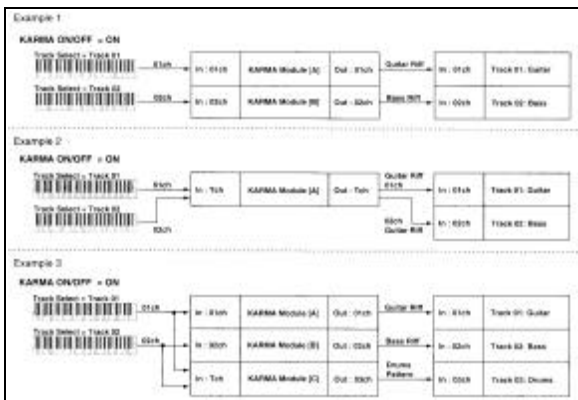 Example 1
KARMA ON/OFF = ON
Track Select = Track 01
01ch
In : 01ch
KARMA Module [A]
Out : 01ch
Guitar Riff
In : 01ch
Track 01: Guitar
Track Select = Track 02
02ch
In : 02ch
KARMA Module [B]
Out : 02ch
Bass Riff
In : 02ch
Track 02: Bass
Example 2
KARMA ON/OFF = ON
Track Select = Track 01
01ch
In : Tch
KARMA Module [A]
Out : Tch
Guitar Riff
01ch
In : 01ch
Track 01: Guitar
Track Select = Track 02
02ch
02ch
Guitar Riff
In : 02ch
Track 02: Bass
Example 3
KARMA ON/OFF = ON
Track Select = Track 01
01ch
In : 01ch
KARMA Module [A]
Out : 01ch
Guitar Riff
In : 01ch
Track 01: Guitar
Track Select = Track 02
02ch
In : 02ch
KARMA Module [B]
Out : 02ch
Bass Riff
In : 02ch
Track 02: Bass
In : Tch
KARMA Module [C]
Out : 03ch
Drums
Pattern
In : 03ch
Track 03: Drums